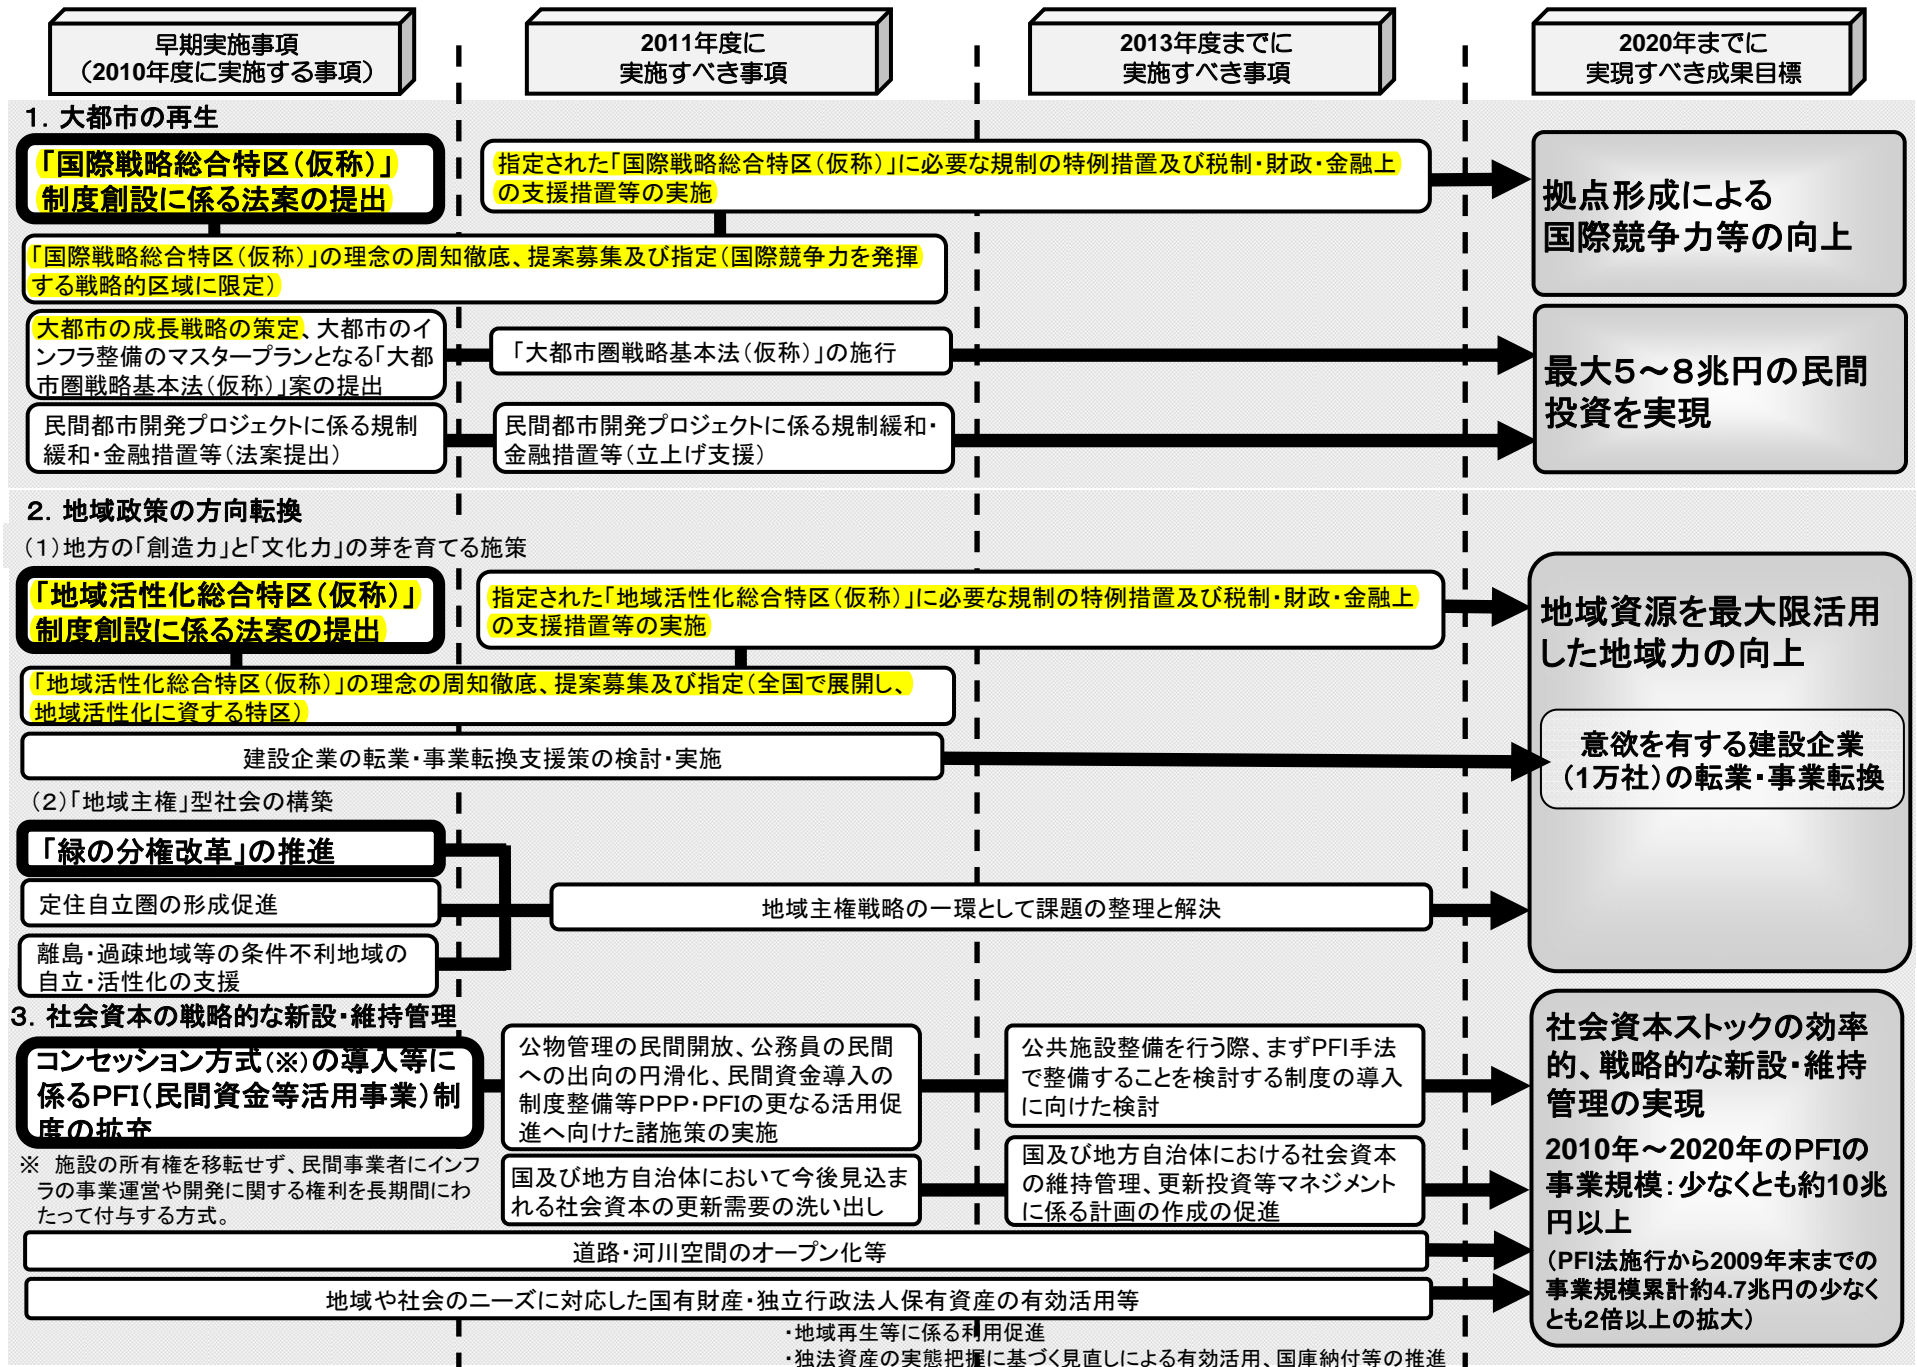 早期実施事項
（2010年度に実施する事項）
2011年度に
実施すべき事項
2013年度までに
実施すべき事項
2020年までに
実現すべき成果目標
１．大都市の再生
「国際戦略総合特区（仮称）」
制度創設に係る法案の提出
指定された「国際戦略総合特区（仮称）」に必要な規制の特例措置及び税制・財政・金融上
の支援措置等の実施
拠点形成による
国際競争力等の向上
「国際戦略総合特区（仮称）」の理念の周知徹底、提案募集及び指定（国際競争力を発揮
する戦略的区域に限定）
大都市の成長戦略の策定、大都市のイ
ンフラ整備のマスタープランとなる「大都
市圏戦略基本法（仮称）」案の提出
「大都市圏戦略基本法（仮称）」の施行
最大５～８兆円の民間
投資を実現
民間都市開発プロジェクトに係る規制
緩和・金融措置等（法案提出）
民間都市開発プロジェクトに係る規制緩和・
金融措置等（立上げ支援）
２．地域政策の方向転換
（１）地方の「創造力」と「文化力」の芽を育てる施策
「地域活性化総合特区（仮称）」
制度創設に係る法案の提出
指定された「地域活性化総合特区（仮称）」に必要な規制の特例措置及び税制・財政・金融上
の支援措置等の実施
地域資源を最大限活用
した地域力の向上
「地域活性化総合特区（仮称）」の理念の周知徹底、提案募集及び指定（全国で展開し、
地域活性化に資する特区）
建設企業の転業・事業転換支援策の検討・実施
意欲を有する建設企業
（１万社）の転業・事業転換
（２）「地域主権」型社会の構築
「緑の分権改革」の推進
定住自立圏の形成促進
地域主権戦略の一環として課題の整理と解決
離島・過疎地域等の条件不利地域の
自立・活性化の支援
３．社会資本の戦略的な新設・維持管理
コンセッション方式（※）の導入等に
係るPFI（民間資金等活用事業）制
度の拡充
公物管理の民間開放、公務員の民間
への出向の円滑化、民間資金導入の
制度整備等PPP・PFIの更なる活用促
進へ向けた諸施策の実施
公共施設整備を行う際、まずPFI手法
で整備することを検討する制度の導入
に向けた検討
社会資本ストックの効率
的、戦略的な新設・維持
管理の実現
2010年～2020年のPFIの
事業規模：少なくとも約10兆
円以上
（PFI法施行から2009年末までの
事業規模累計約4.7兆円の少なく
とも２倍以上の拡大）
※　施設の所有権を移転せず、民間事業者にインフ
ラの事業運営や開発に関する権利を長期間にわ
たって付与する方式。
国及び地方自治体において今後見込ま
れる社会資本の更新需要の洗い出し
国及び地方自治体における社会資本
の維持管理、更新投資等マネジメント
に係る計画の作成の促進
道路・河川空間のオープン化等
地域や社会のニーズに対応した国有財産・独立行政法人保有資産の有効活用等
・地域再生等に係る利用促進
・独法資産の実態把握に基づく見直しによる有効活用、国庫納付等の推進